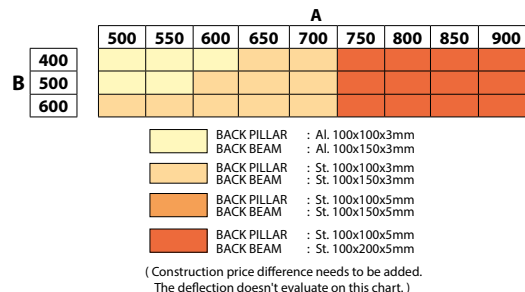 A
500 550 600 650 700 750 800 850 900
400
B 500
600
BACK PILLAR : Al. 100x100x3mm
BACK BEAM : Al. 100x150x3mm
BACK PILLAR : St. 100x100x3mm
BACK BEAM : St. 100x150x3mm
BACK PILLAR : St. 100x100x5mm
BACK BEAM : St. 100x150x5mm
BACK PILLAR : St. 100x100x5mm
BACK BEAM : St. 100x200x5mm
( Construction price difference needs to be added.
The deflection doesn't evaluate on this chart. )